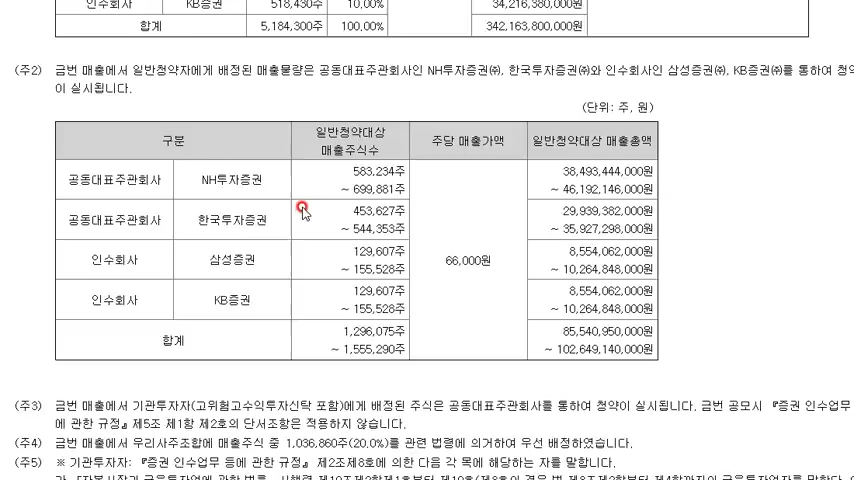 인수회사 KB증권 518,430주 10.00% 34,216,380,000원
합계 5,184,300주 100.00% 342,163,800,000원
(주2) 금번 매출에서 일반청약자에게 배정된 매출물량은 공동대표주관회사인 NH투자증권㈜, 한국투자증권㈜와 인수회사인 삼성증권㈜, KB증권㈜를 통하여 청약
이 실시됩니다.
(단위: 주, 원)
구분 일반청약대상 매출주식수 주당 매출가액 일반청약대상 매출총액
공동대표주관회사 NH투자증권 583,234주 ~ 699,881주 66,000원 38,493,444,000원 ~ 46,192,146,000원
공동대표주관회사 한국투자증권 453,627주 ~ 544,353주 29,939,382,000원 ~ 35,927,298,000원
인수회사 삼성증권 129,607주 ~ 155,528주 8,554,062,000원 ~ 10,264,848,000원
인수회사 KB증권 129,607주 ~ 155,528주 8,554,062,000원 ~ 10,264,848,000원
합계 1,296,075주 ~ 1,555,290주 85,540,950,000원 ~ 102,649,140,000원
(주3) 금번 매출에서 기관투자자(고위험고수익투자신탁 포함)에게 배정된 주식은 공동대표주관회사를 통하여 청약이 실시됩니다. 금번 공모시 『증권 인수업무
에 관한 규정』 제5조 제1항 제2호의 단서조항은 적용하지 않습니다.
(주4) 금번 매출에서 우리사주조합에 매출주식 중 1,036,860주(20.0%)를 관련 법령에 의거하여 우선 배정하였습니다.
(주5) ※ 기관투자자: 『증권 인수업무 등에 관한 규정』 제2조제8호에 의한 다음 각 목에 해당하는 자를 말합니다.